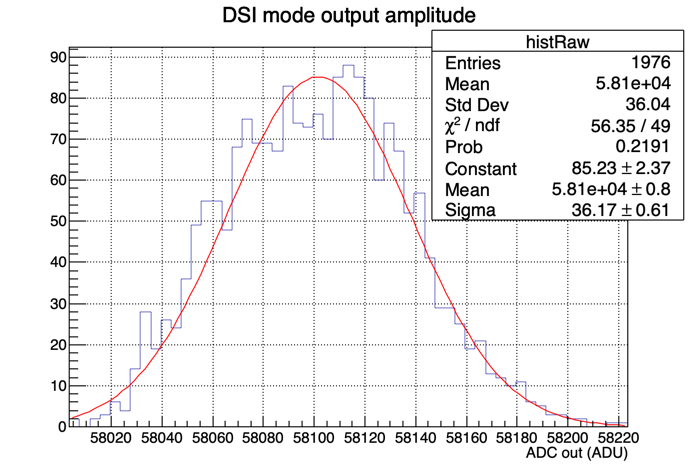 DSI mode output amplitude
histRaw
Entries 1976
Mean 5.81e+04
Std Dev 36.04
χ² / ndf 56.35 / 49
Prob 0.2191
Constant 85.23 ± 2.37
Mean 5.81e+04 ± 0.8
Sigma 36.17 ± 0.61
90
80
70
60
50
40
30
20
10
0
58020 58040 58060 58080 58100 58120 58140 58160 58180 58200 58220
ADC out (ADU)